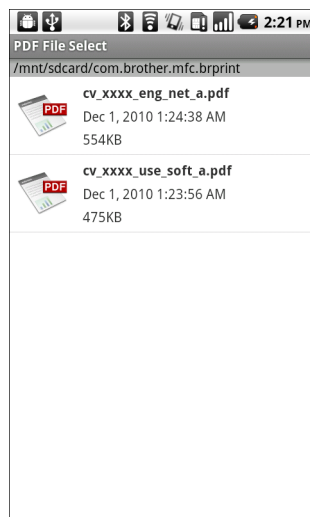 2:21 PM
PDF File Select
/mnt/sdcard/com.brother.mfc.brprint
cv_xxxx_eng_net_a.pdf
PDF
Dec 1, 2010 1:24:38 AM
554KB
cv_xxxx_use_soft_a.pdf
PDF
Dec 1, 2010 1:23:56 AM
475KB